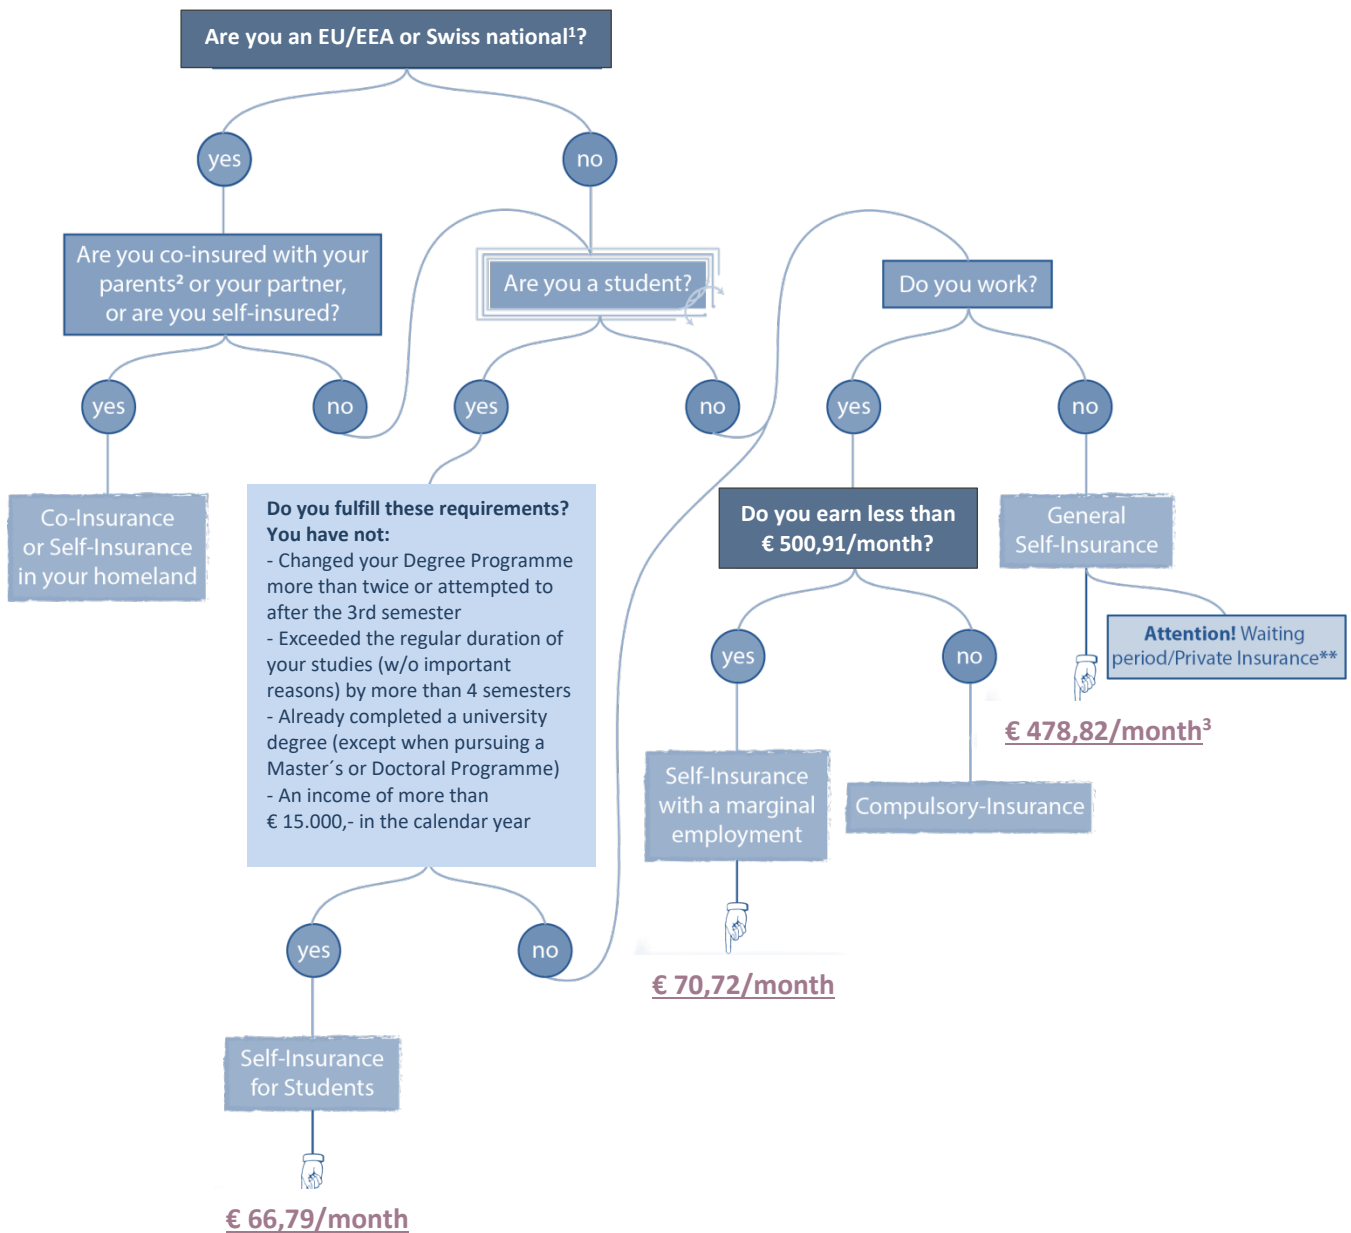 Are you an EU/EEA or Swiss national¹?
yes
no
Are you co-insured with your
parents² or your partner,
or are you self-insured?
Are you a student?
Do you work?
yes
no
yes
no
yes
no
Co-Insurance
or Self-Insurance
in your homeland
Do you fulfill these requirements?
You have not:
- Changed your Degree Programme
more than twice or attempted to
after the 3rd semester
- Exceeded the regular duration of
your studies (w/o important
reasons) by more than 4 semesters
- Already completed a university
degree (except when pursuing a
Master´s or Doctoral Programme)
- An income of more than
€ 15.000,- in the calendar year
Do you earn less than
€ 500,91/month?
General
Self-Insurance
Attention! Waiting
period/Private Insurance**
yes
no
€ 478,82/month³
Self-Insurance
with a marginal
employment
Compulsory-Insurance
yes
no
€ 70,72/month
Self-Insurance
for Students
€ 66,79/month